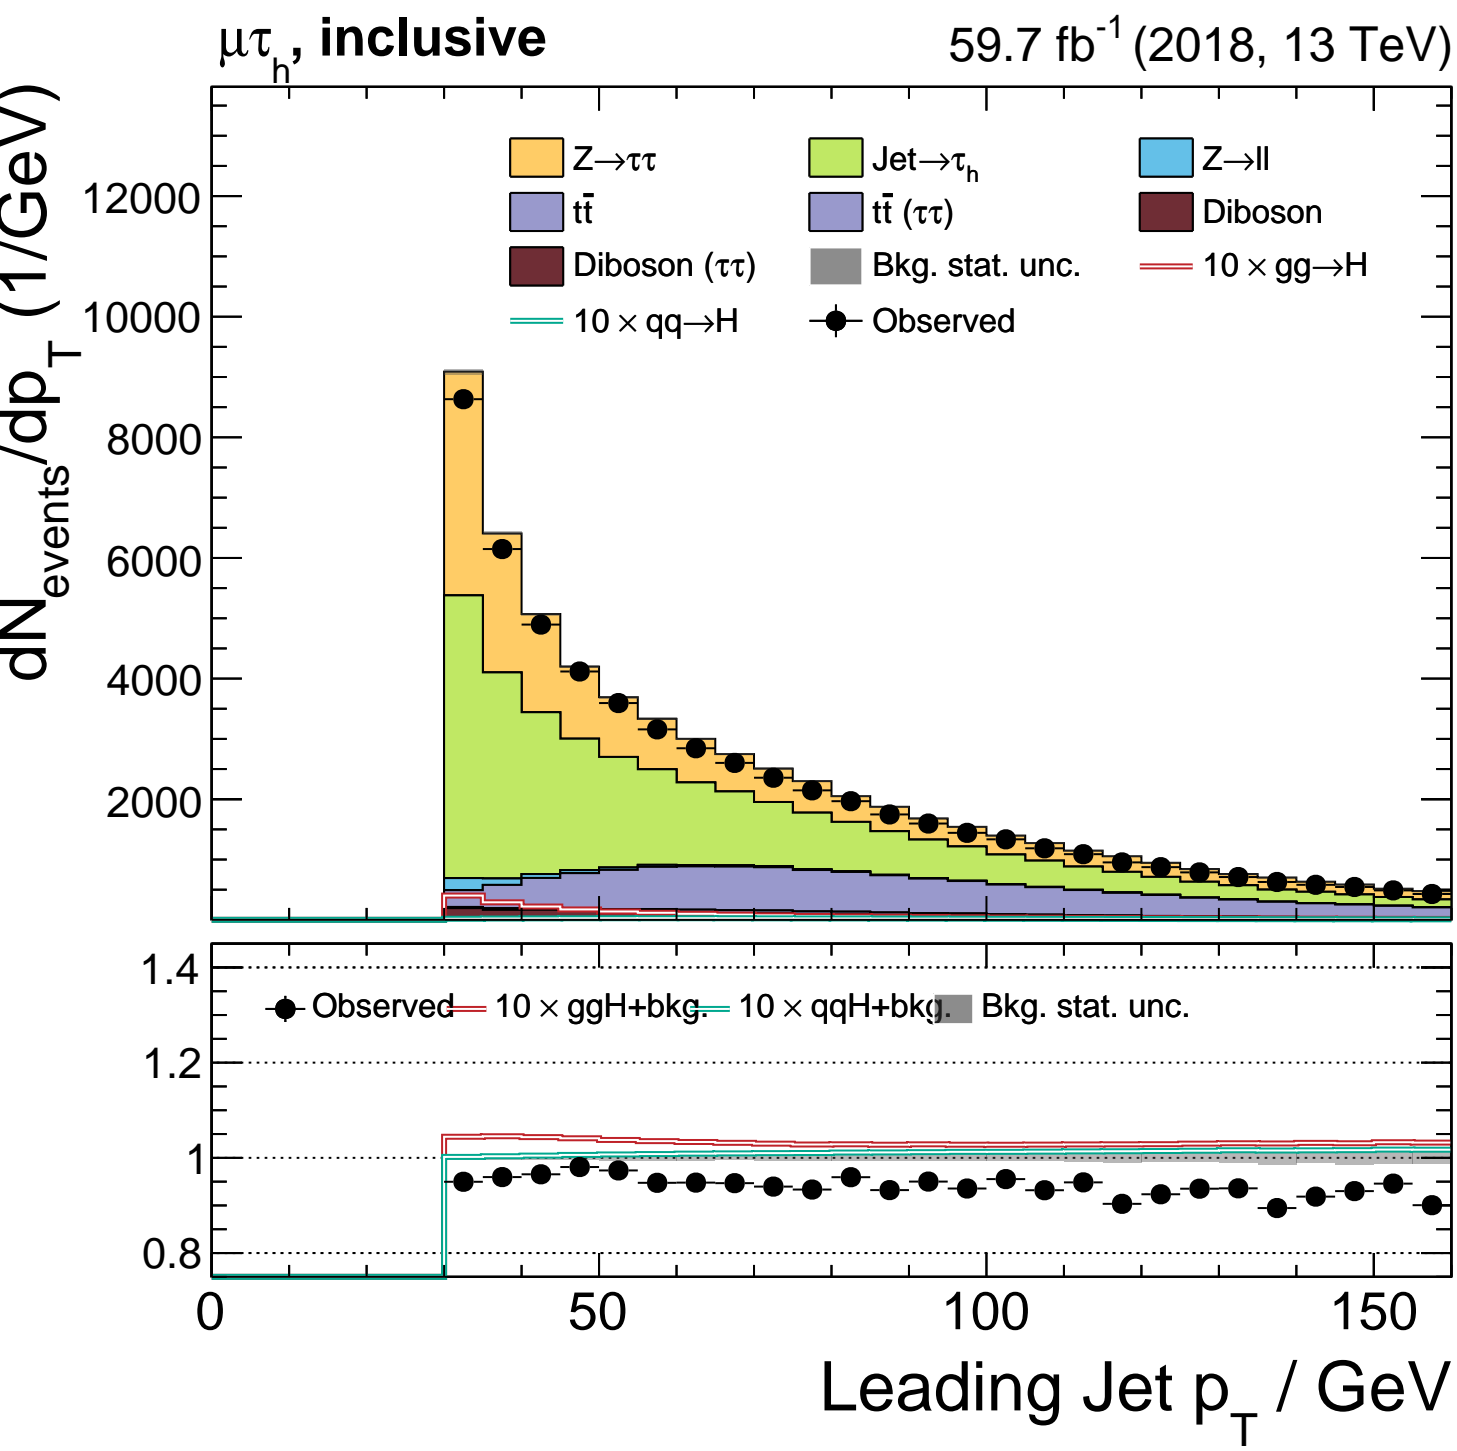 μτh, inclusive
59.7 fb-1 (2018, 13 TeV)
dNevents/dpT (1/GeV)
12000
10000
8000
6000
4000
2000
Z→ττ Jet→τh Z→ll
tt̄ tt̄ (ττ) Diboson
Diboson (ττ) Bkg. stat. unc. 10 × gg→H
10 × qq→H Observed
1.4
Observed 10 × ggH+bkg. 10 × qqH+bkg. Bkg. stat. unc.
1.2
1
0.8
0 50 100 150
Leading Jet pT / GeV